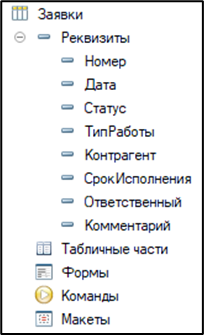 Заявки
Реквизиты
Номер
Дата
Статус
ТипРаботы
Контрагент
СрокИсполнения
Ответственный
Комментарий
Табличные части
Формы
Команды
Макеты